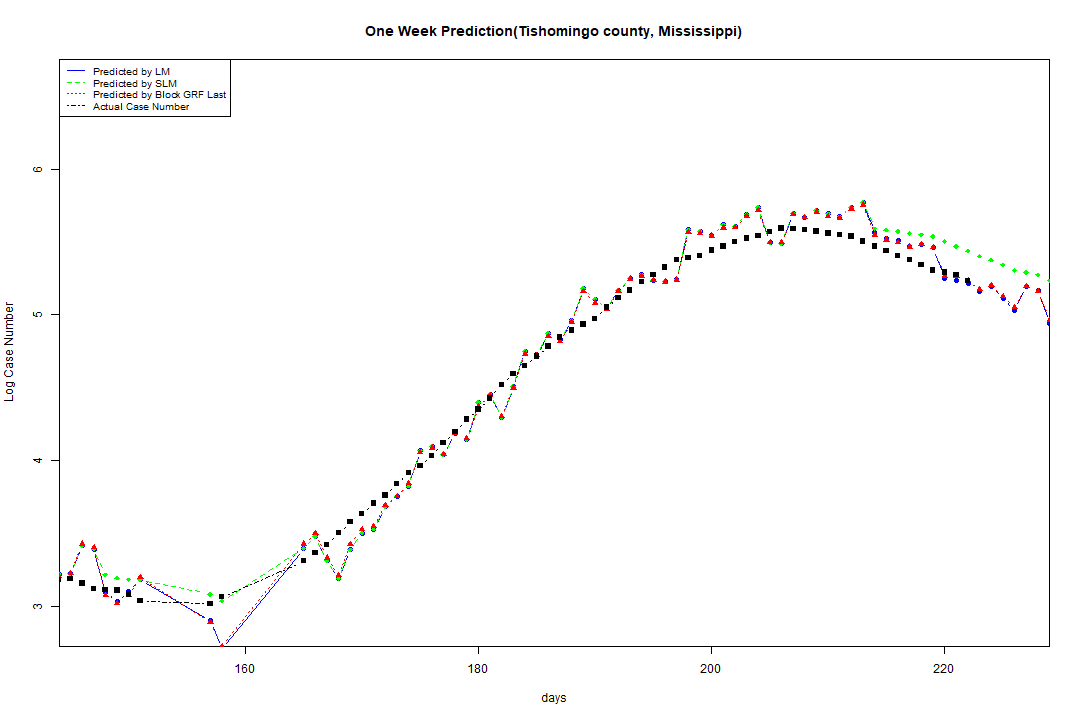 One Week Prediction(Tishomingo county, Mississippi)
Predicted by LM
Predicted by SLM
Predicted by Block GRF Last
Actual Case Number
Log Case Number
6
5
4
3
160 180 200 220
days